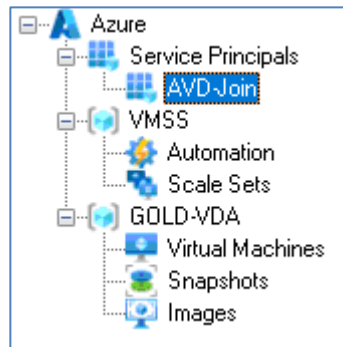 Azure
Service Principals
AVD-Join
VMSS
Automation
Scale Sets
GOLD-VDA
Virtual Machines
Snapshots
Images